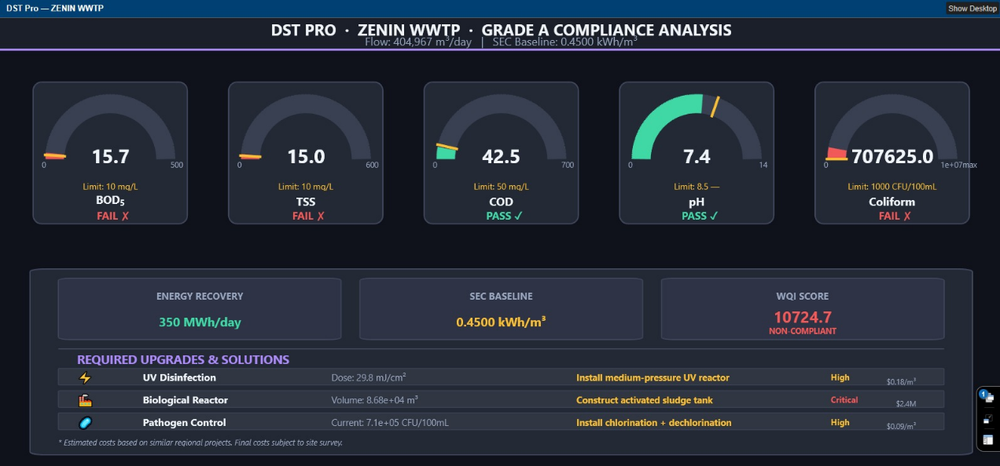 DST Pro — ZENIN WWTP
Show Desktop
DST PRO · ZENIN WWTP · GRADE A COMPLIANCE ANALYSIS
Flow: 404,967 m³/day | SEC Baseline: 0.4500 kWh/m³
15.7
0 500
Limit: 10 mg/L
BOD₅
FAIL ✗
15.0
0 600
Limit: 10 mg/L
TSS
FAIL ✗
42.5
0 700
Limit: 50 mg/L
COD
PASS ✓
7.4
0 14
Limit: 8.5 —
pH
PASS ✓
707625.0
0 1e+07max
Limit: 1000 CFU/100mL
Coliform
FAIL ✗
ENERGY RECOVERY
350 MWh/day
SEC BASELINE
0.4500 kWh/m³
WQI SCORE
10724.7
NON-COMPLIANT
REQUIRED UPGRADES & SOLUTIONS
UV Disinfection Dose: 29.8 mJ/cm² Install medium-pressure UV reactor High $0.18/m³
Biological Reactor Volume: 8.68e+04 m³ Construct activated sludge tank Critical $2.4M
Pathogen Control Current: 7.1e+05 CFU/100mL Install chlorination + dechlorination High $0.09/m³
* Estimated costs based on similar regional projects. Final costs subject to site survey.
1